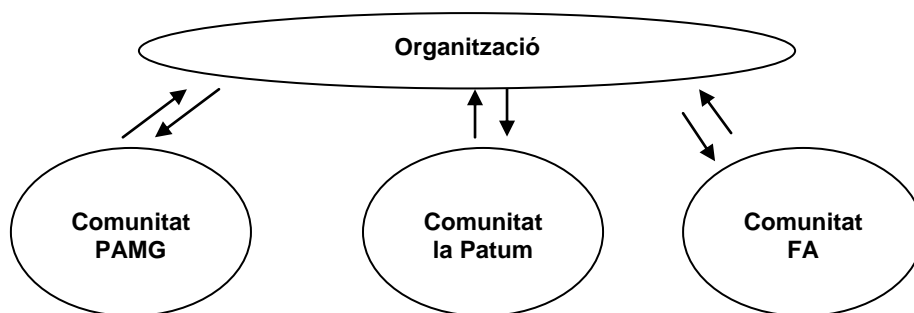 Organització
Comunitat
PAMG
Comunitat
la Patum
Comunitat
FA